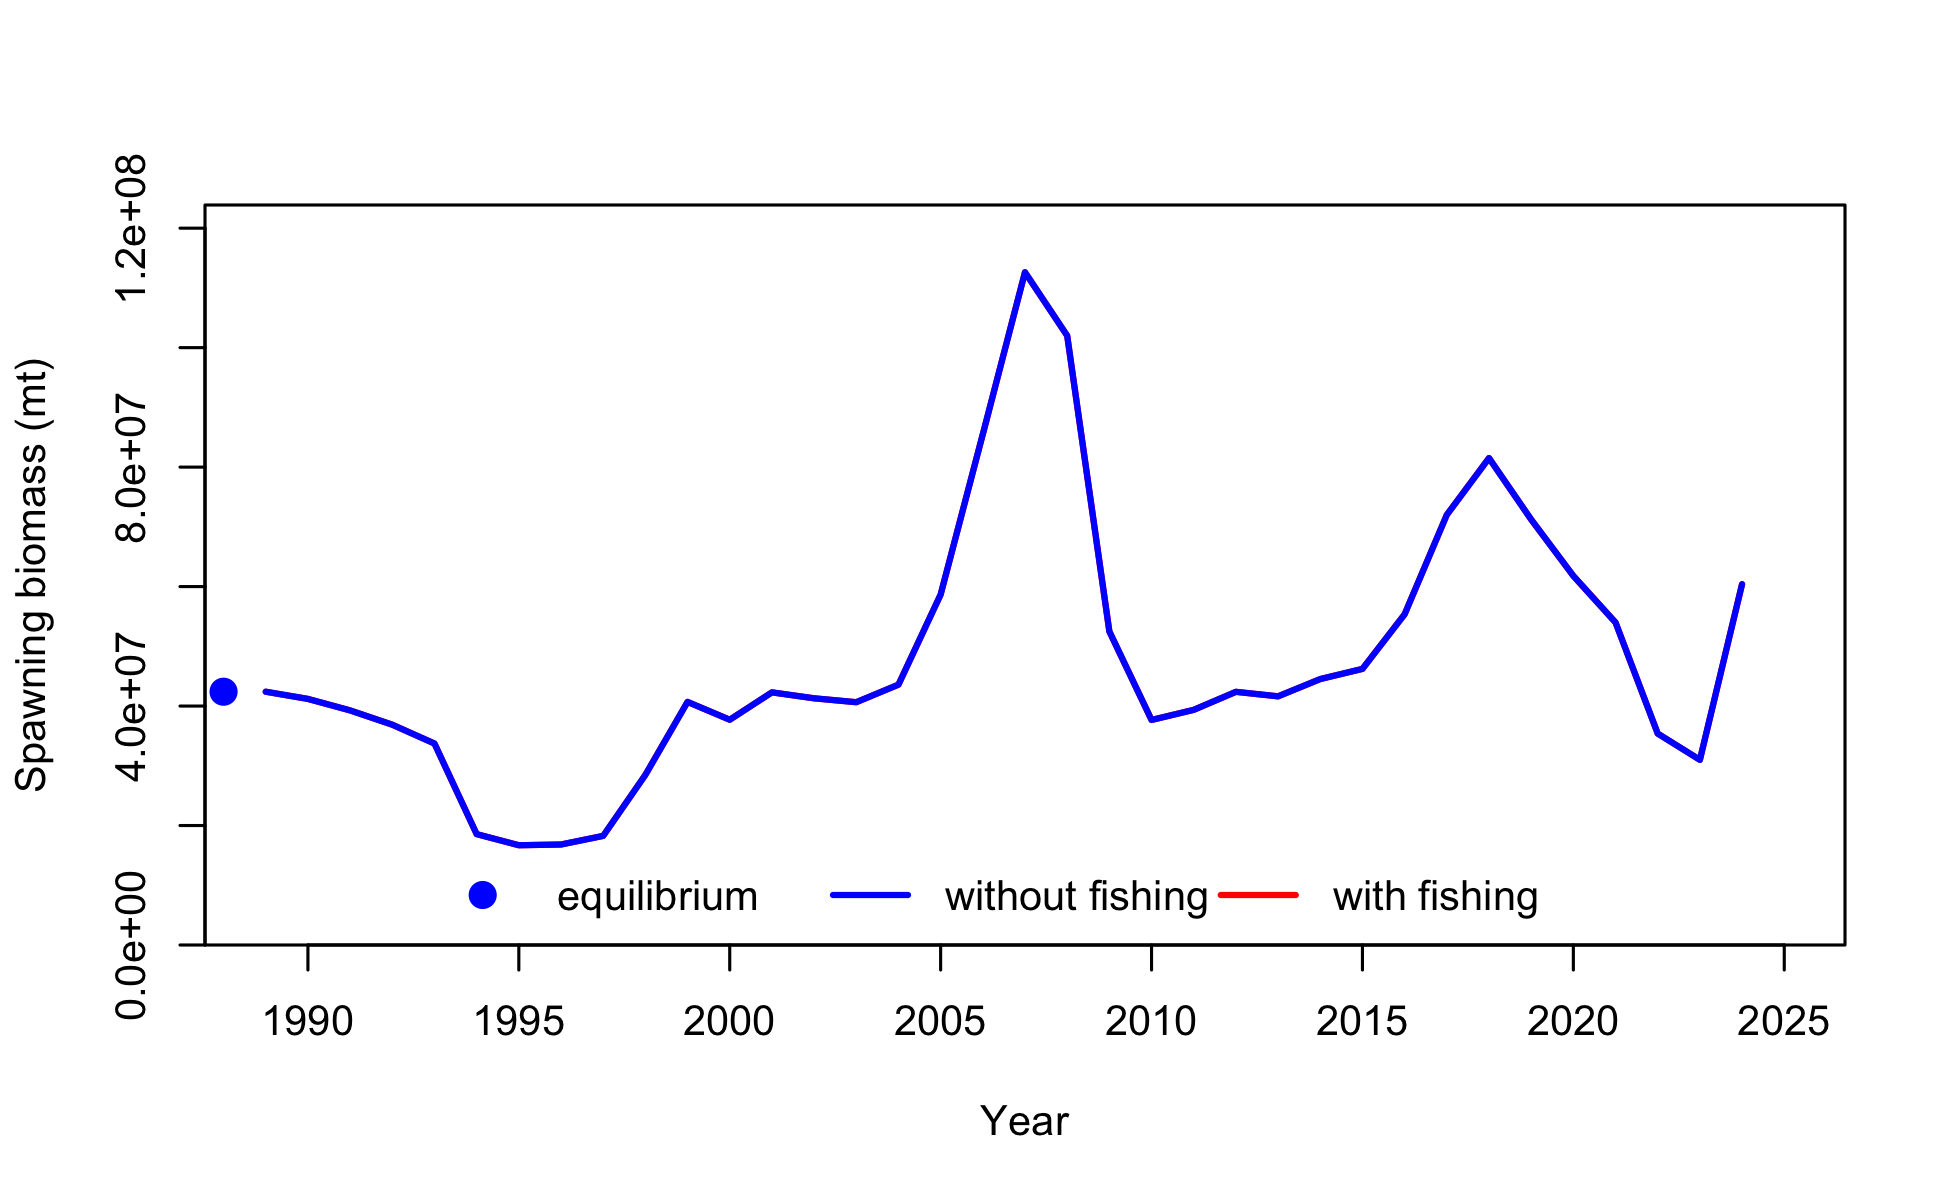 Spawning biomass (mt)
1.2e+08
8.0e+07
4.0e+07
0.0e+00
equilibrium without fishing with fishing
1990 1995 2000 2005 2010 2015 2020 2025
Year